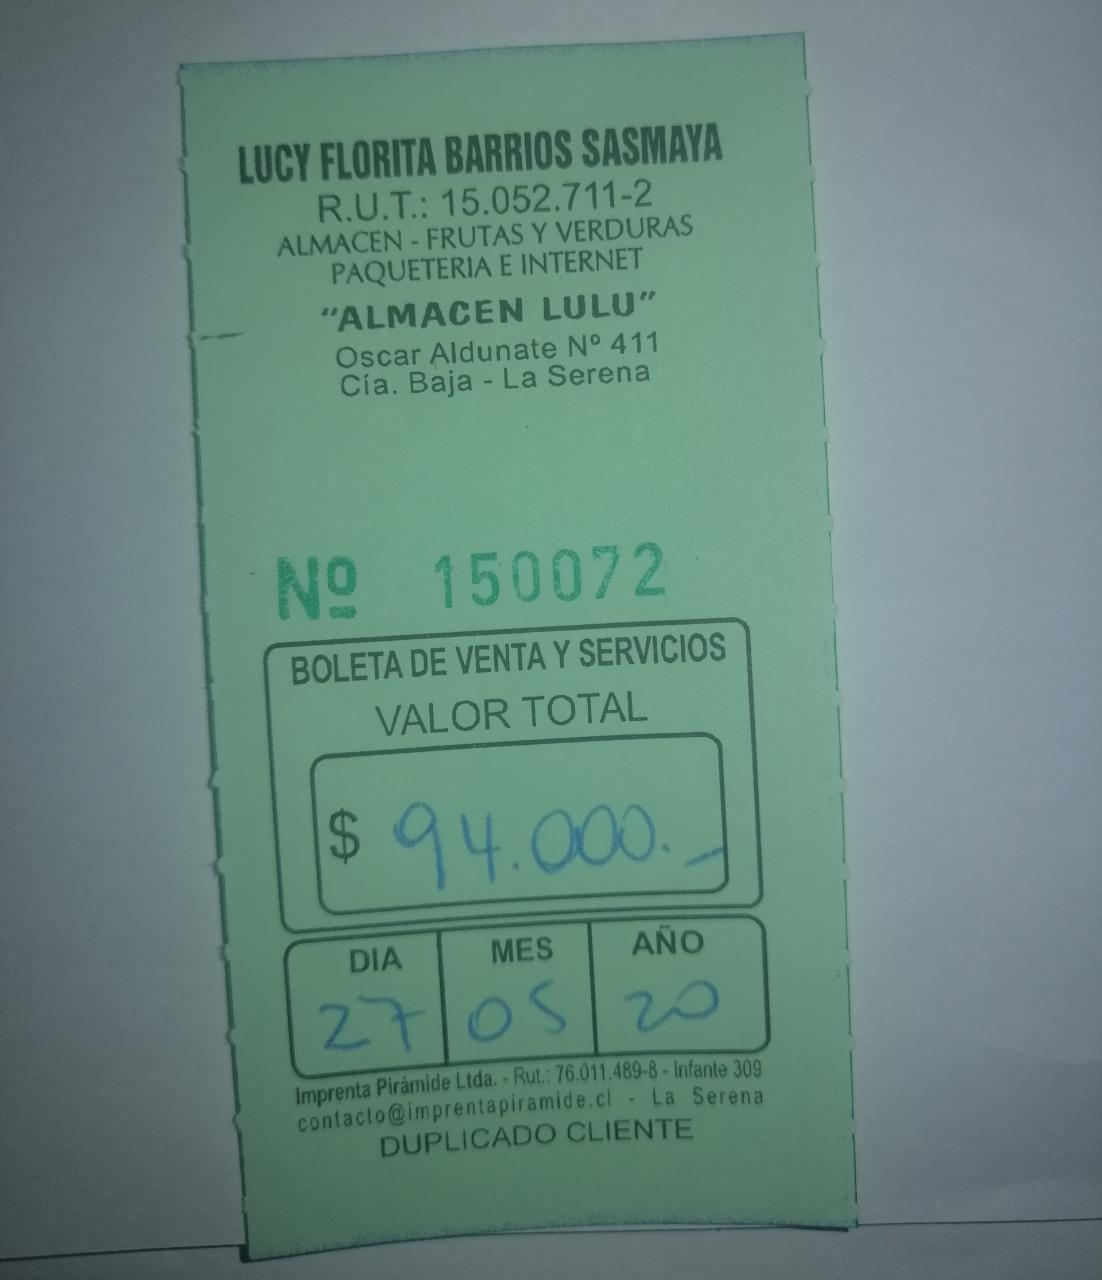 LUCY FLORITA BARRIOS SASMAYA
R.U.T.: 15.052.711-2
ALMACEN - FRUTAS Y VERDURAS
PAQUETERIA E INTERNET
"ALMACEN LULU"
Oscar Aldunate Nº 411
Cía. Baja - La Serena
Nº 150072
BOLETA DE VENTA Y SERVICIOS
VALOR TOTAL
$ 94.000.-
DIA MES AÑO
27 05 20
Imprenta Pirámide Ltda. - Rut.: 76.011.489-8 - Infante 309
contacto@imprentapiramide.cl - La Serena
DUPLICADO CLIENTE